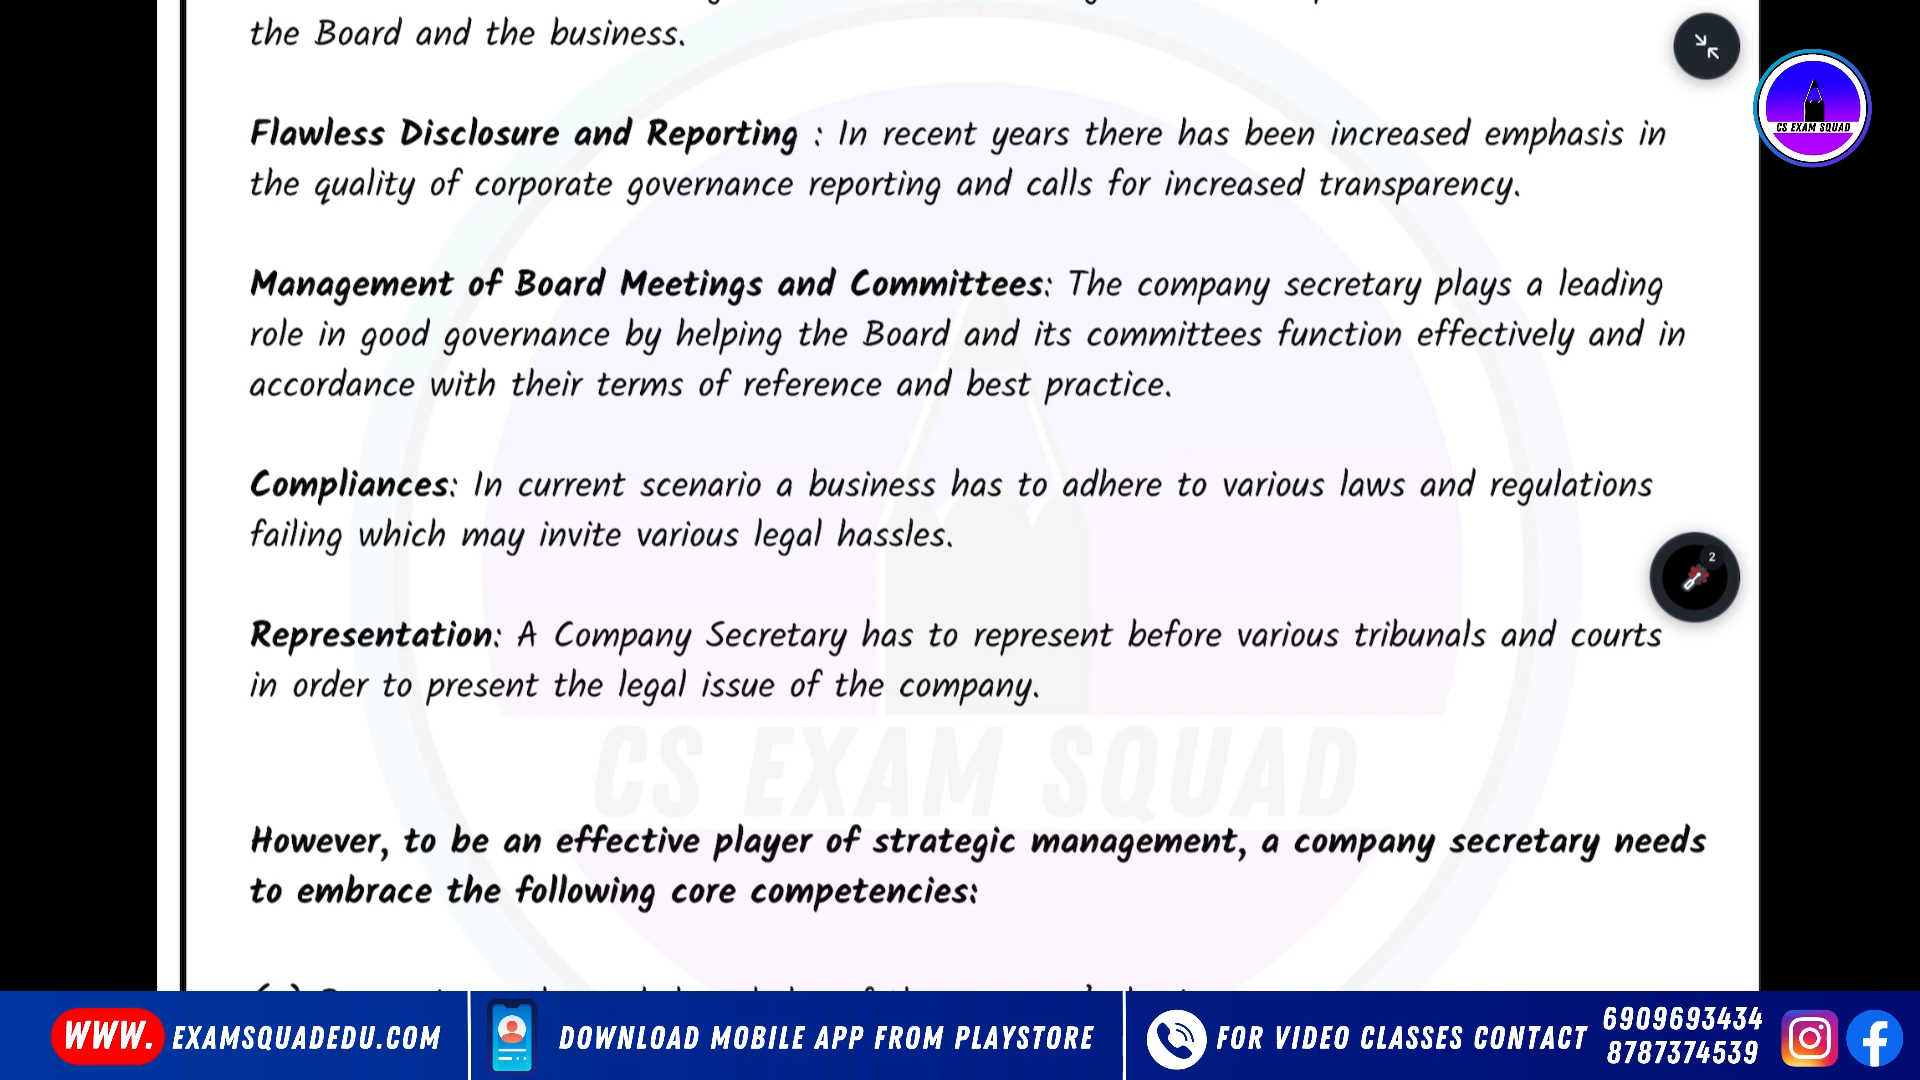 the Board and the business.
Flawless Disclosure and Reporting : In recent years there has been increased emphasis in
the quality of corporate governance reporting and calls for increased transparency.
Management of Board Meetings and Committees: The company secretary plays a leading
role in good governance by helping the Board and its committees function effectively and in
accordance with their terms of reference and best practice.
Compliances: In current scenario a business has to adhere to various laws and regulations
failing which may invite various legal hassles.
Representation: A Company Secretary has to represent before various tribunals and courts
in order to present the legal issue of the company.
CS EXAM SQUAD
However, to be an effective player of strategic management, a company secretary needs
to embrace the following core competencies:
CS EXAM SQUAD
2
WWW. EXAMSQUADEDU.COM
DOWNLOAD MOBILE APP FROM PLAYSTORE
FOR VIDEO CLASSES CONTACT
6909693434
8787374539